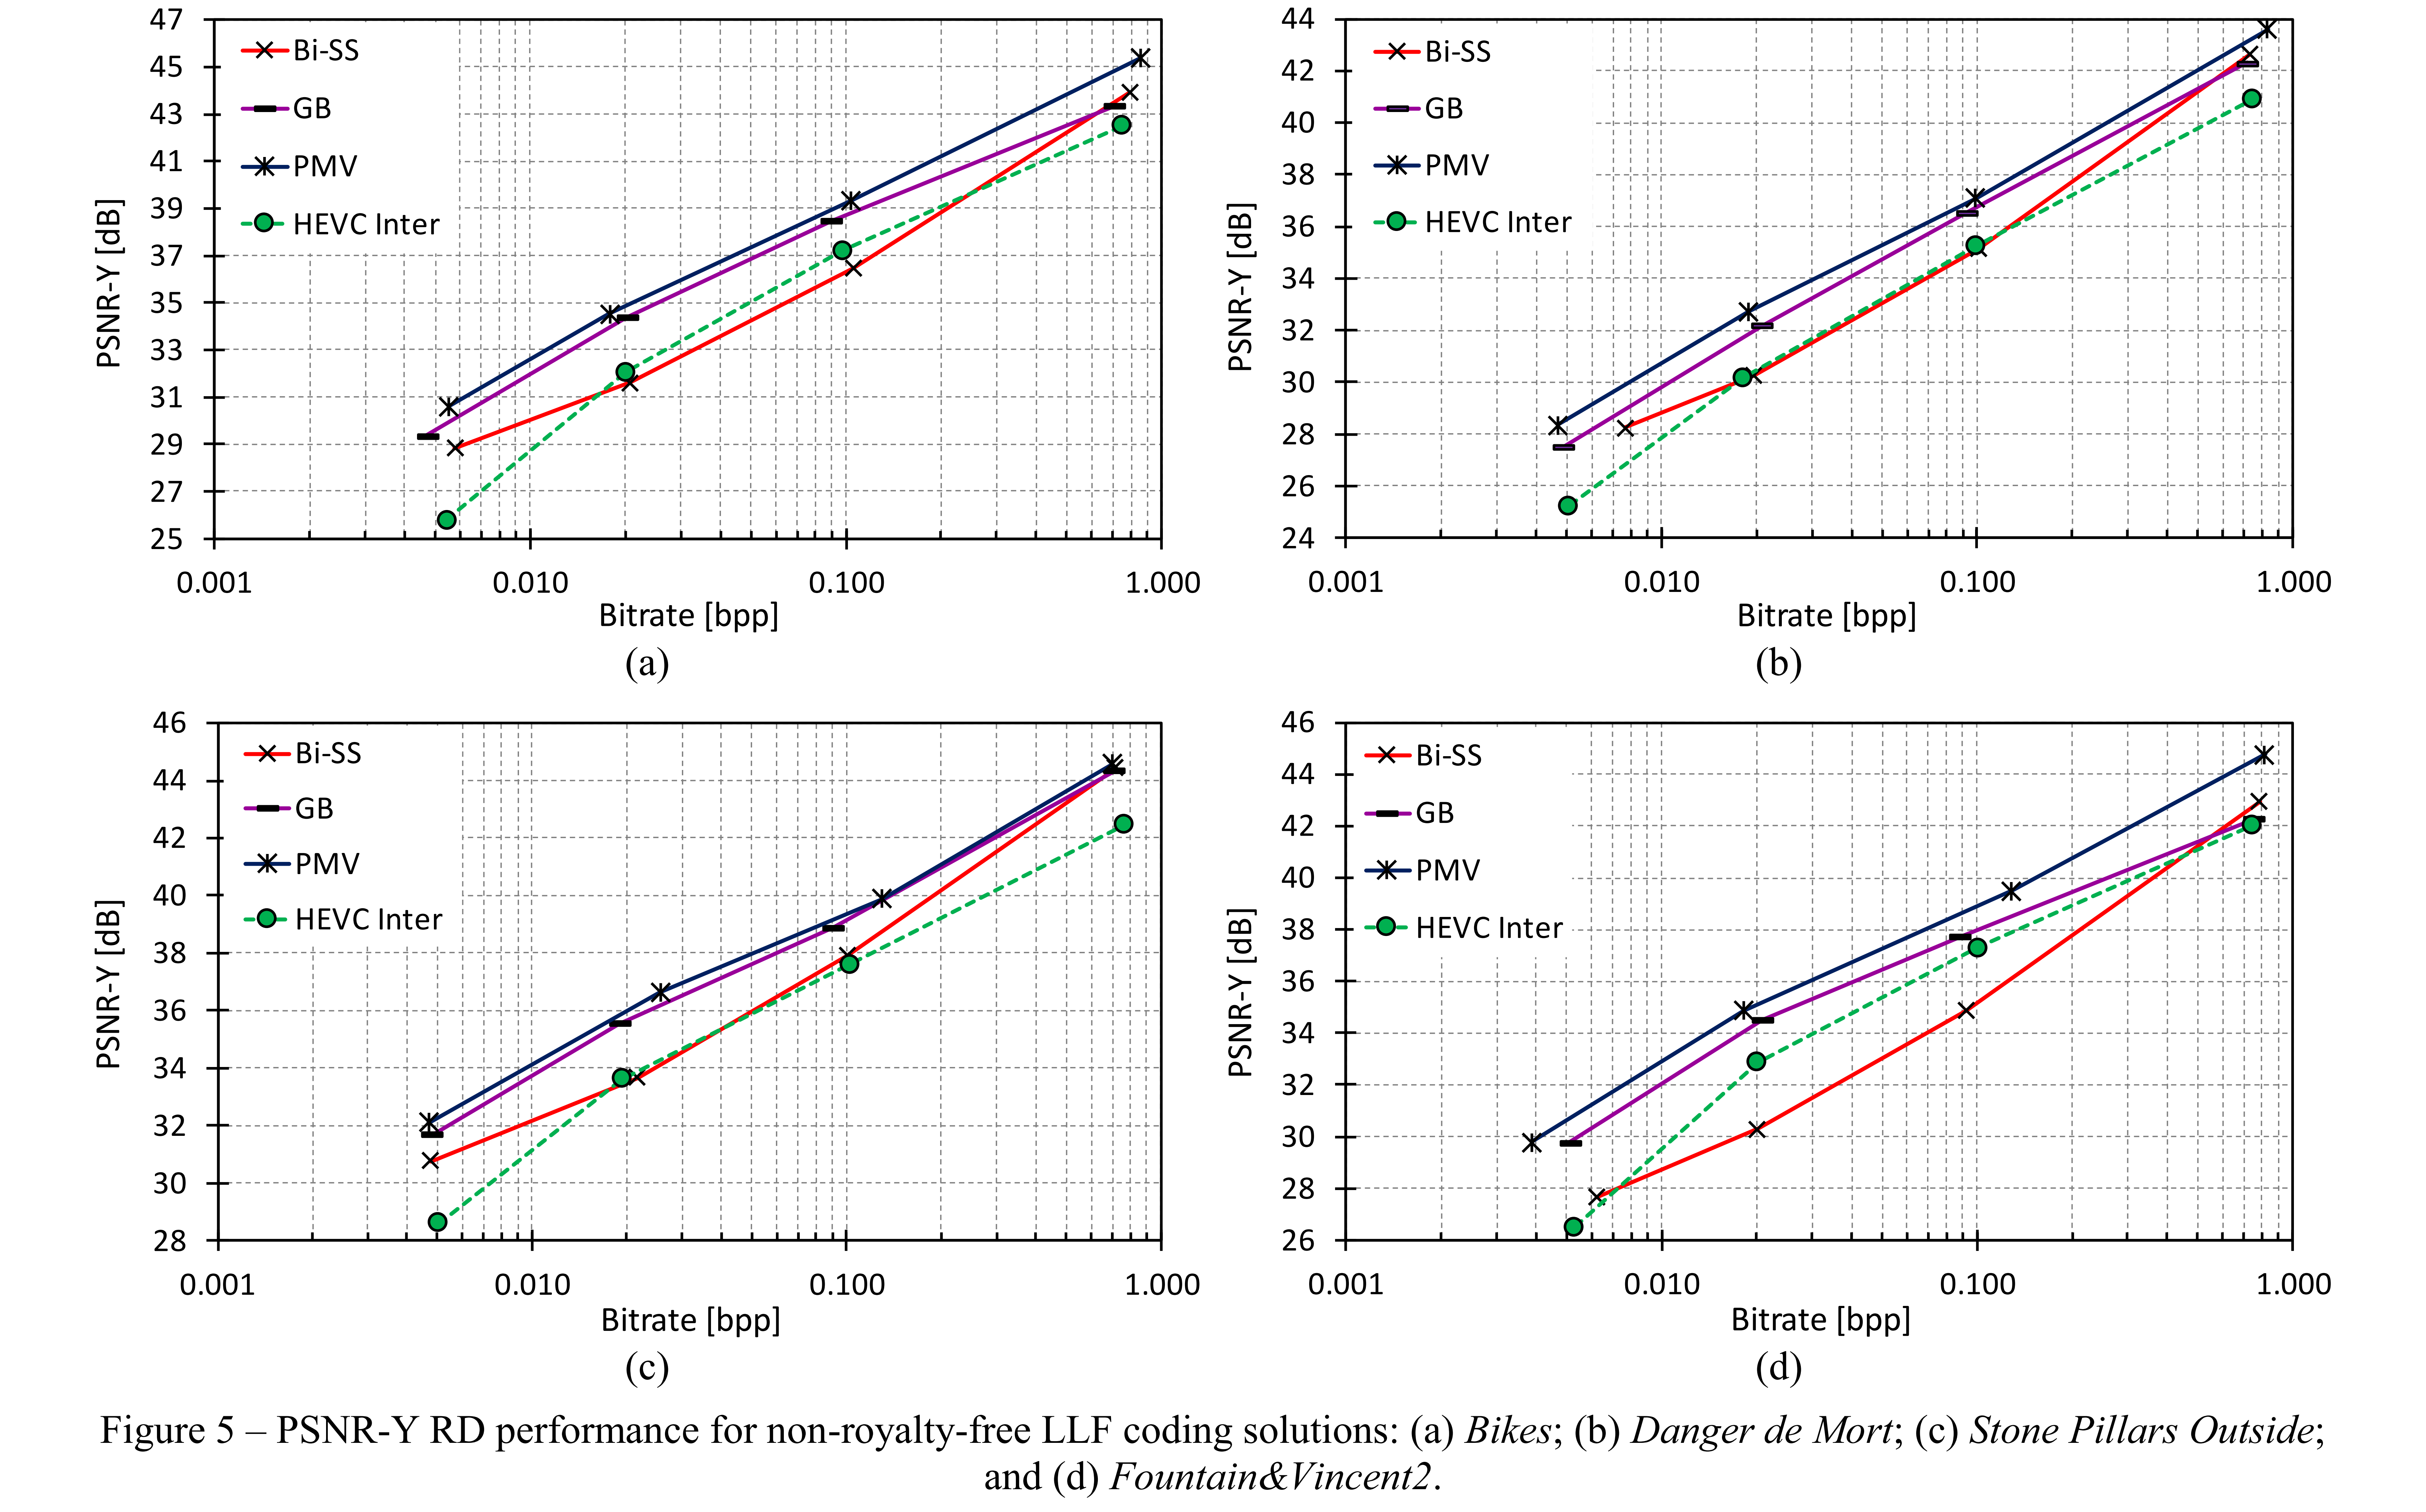 47
45
43
41
39
37
35
33
31
29
27
25
PSNR-Y [dB]
Bi-SS
GB
PMV
HEVC Inter
0.001 0.010 0.100 1.000
Bitrate [bpp]
(a)
44
42
40
38
36
34
32
30
28
26
24
PSNR-Y [dB]
Bi-SS
GB
PMV
HEVC Inter
0.001 0.010 0.100 1.000
Bitrate [bpp]
(b)
46
44
42
40
38
36
34
32
30
28
PSNR-Y [dB]
Bi-SS
GB
PMV
HEVC Inter
0.001 0.010 0.100 1.000
Bitrate [bpp]
(c)
46
44
42
40
38
36
34
32
30
28
26
PSNR-Y [dB]
Bi-SS
GB
PMV
HEVC Inter
0.001 0.010 0.100 1.000
Bitrate [bpp]
(d)
Figure 5 – PSNR-Y RD performance for non-royalty-free LLF coding solutions: (a) Bikes; (b) Danger de Mort; (c) Stone Pillars Outside;
and (d) Fountain&Vincent2.